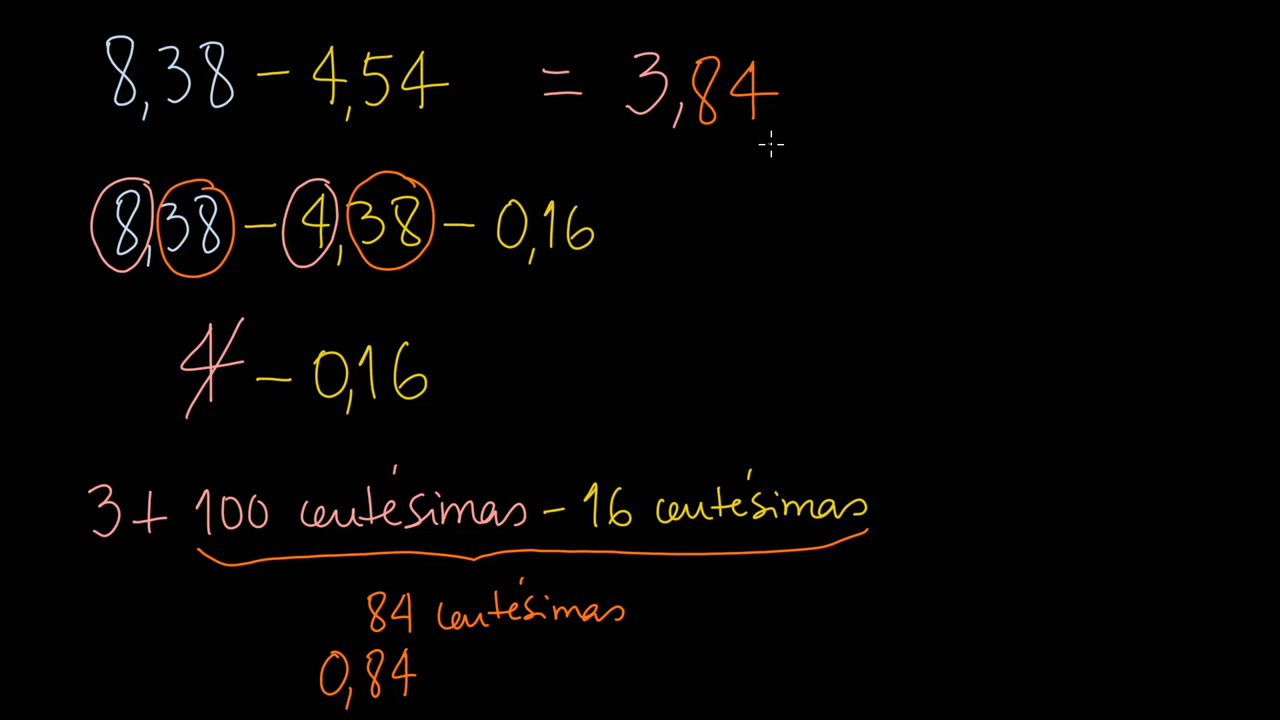 8,38 - 4,54 = 3,84
8,38 - 4,38 - 0,16
4 - 0,16
3 + 100 centésimas - 16 centésimas
84 centésimas
0,84